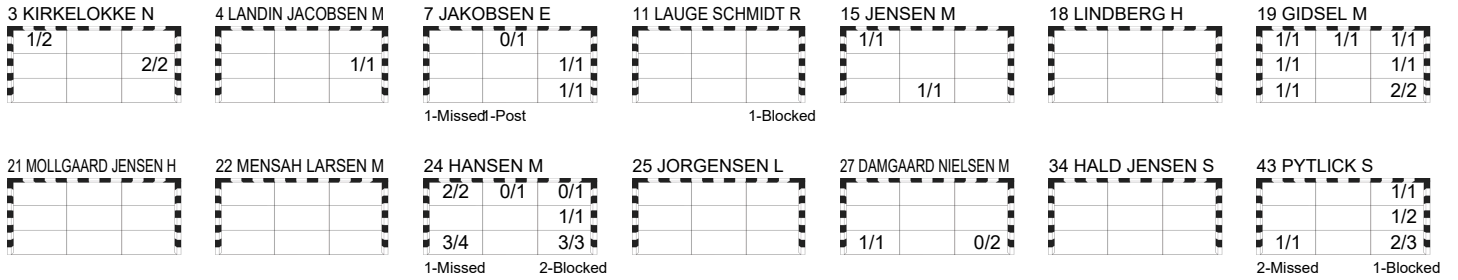 3 KIRKELOKKE N 4 LANDIN JACOBSEN M 7 JAKOBSEN E 11 LAUGE SCHMIDT R 15 JENSEN M 18 LINDBERG H 19 GIDSEL M
1/2 0/1 1/1 1/1 1/1 1/1
2/2 1/1 1/1 1/1 1/1
1/1 1/1 1/1 2/2
1-Missed 1-Post 1-Blocked
21 MOLLGAARD JENSEN H 22 MENSAH LARSEN M 24 HANSEN M 25 JORGENSEN L 27 DAMGAARD NIELSEN M 34 HALD JENSEN S 43 PYTLICK S
2/2 0/1 0/1 1/1
1/1 1/2
3/4 3/3 1/1 0/2 1/1 2/3
1-Missed 2-Blocked 2-Missed 1-Blocked